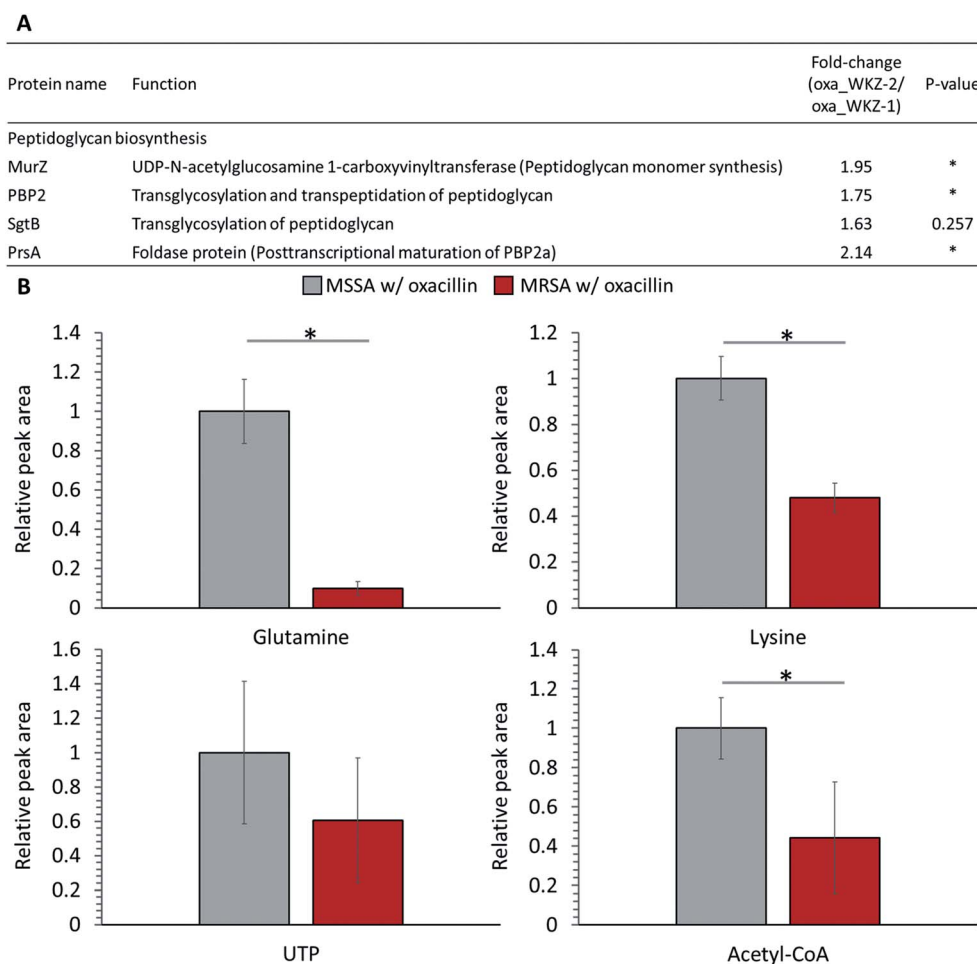 A
Protein name Function Fold-change (oxa_WKZ-2/ oxa_WKZ-1) P-value
Peptidoglycan biosynthesis
MurZ UDP-N-acetylglucosamine 1-carboxyvinyltransferase (Peptidoglycan monomer synthesis) 1.95 *
PBP2 Transglycosylation and transpeptidation of peptidoglycan 1.75 *
SgtB Transglycosylation of peptidoglycan 1.63 0.257
PrsA Foldase protein (Posttranscriptional maturation of PBP2a) 2.14 *
B
MSSA w/ oxacillin MRSA w/ oxacillin
Relative peak area
1.4
1.2
1
0.8
0.6
0.4
0.2
0
*
Glutamine
Relative peak area
1.2
1
0.8
0.6
0.4
0.2
0
*
Lysine
Relative peak area
1.6
1.4
1.2
1
0.8
0.6
0.4
0.2
0
UTP
Relative peak area
1.4
1.2
1
0.8
0.6
0.4
0.2
0
*
Acetyl-CoA